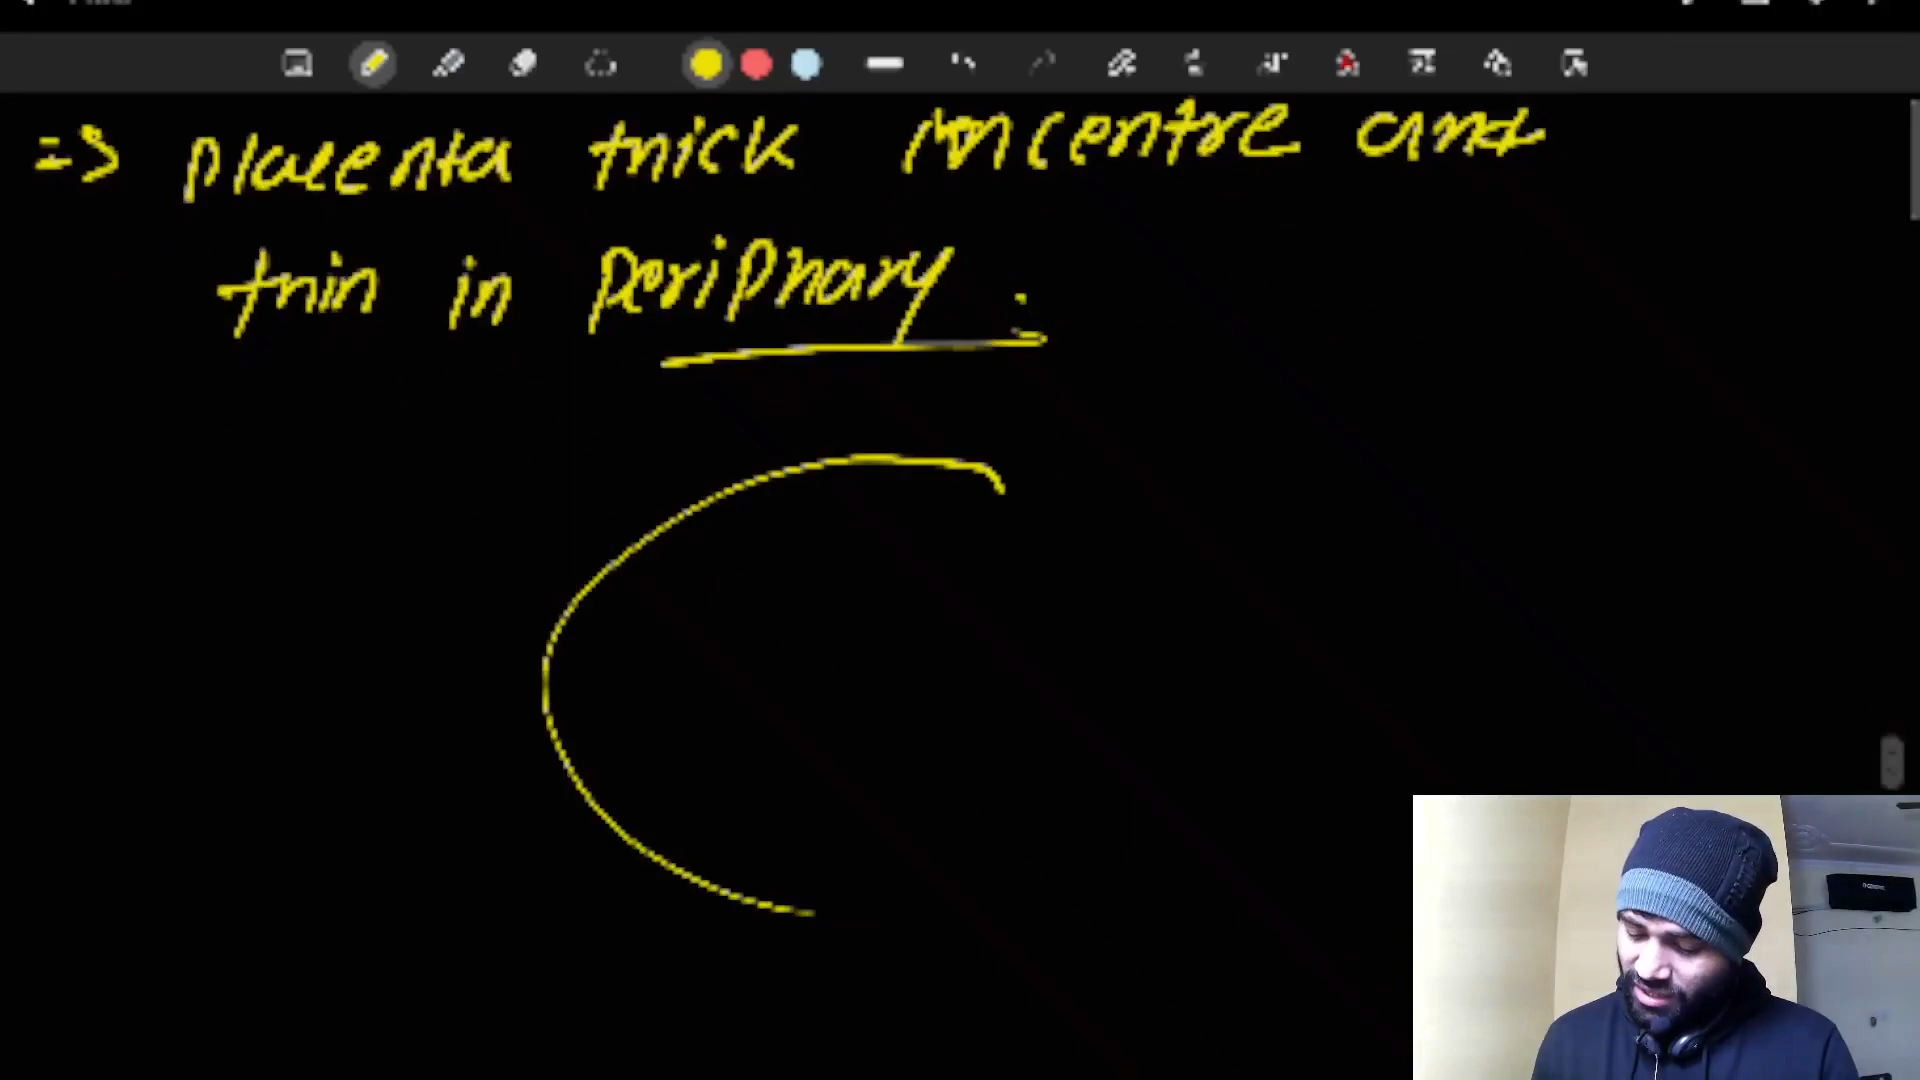 => placenta thick in centre and
thin in periphary .